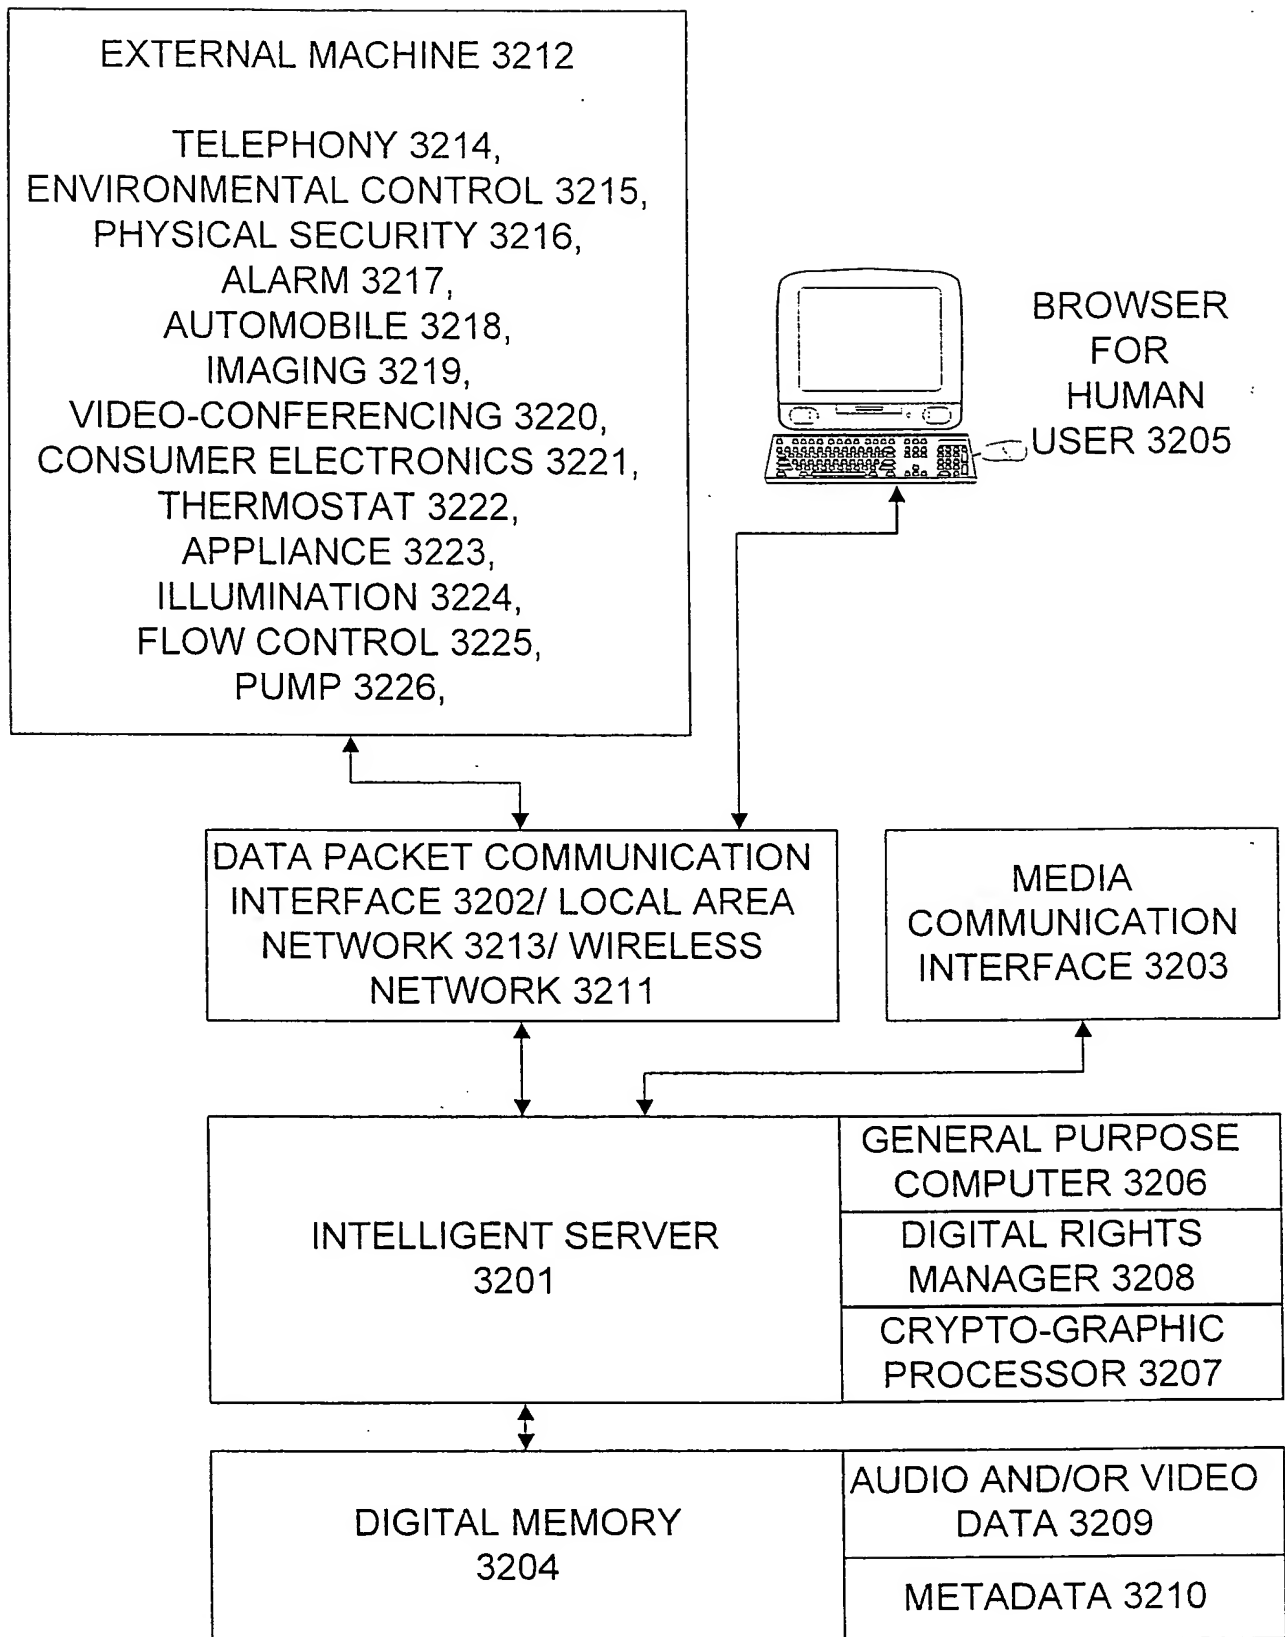 EXTERNAL MACHINE 3212
TELEPHONY 3214,
ENVIRONMENTAL CONTROL 3215,
PHYSICAL SECURITY 3216,
ALARM 3217,
AUTOMOBILE 3218,
IMAGING 3219,
VIDEO-CONFERENCING 3220,
CONSUMER ELECTRONICS 3221,
THERMOSTAT 3222,
APPLIANCE 3223,
ILLUMINATION 3224,
FLOW CONTROL 3225,
PUMP 3226,
BROWSER
FOR
HUMAN
USER 3205
DATA PACKET COMMUNICATION
INTERFACE 3202/ LOCAL AREA
NETWORK 3213/ WIRELESS
NETWORK 3211
MEDIA
COMMUNICATION
INTERFACE 3203
INTELLIGENT SERVER
3201
GENERAL PURPOSE
COMPUTER 3206
DIGITAL RIGHTS
MANAGER 3208
CRYPTO-GRAPHIC
PROCESSOR 3207
DIGITAL MEMORY
3204
AUDIO AND/OR VIDEO
DATA 3209
METADATA 3210